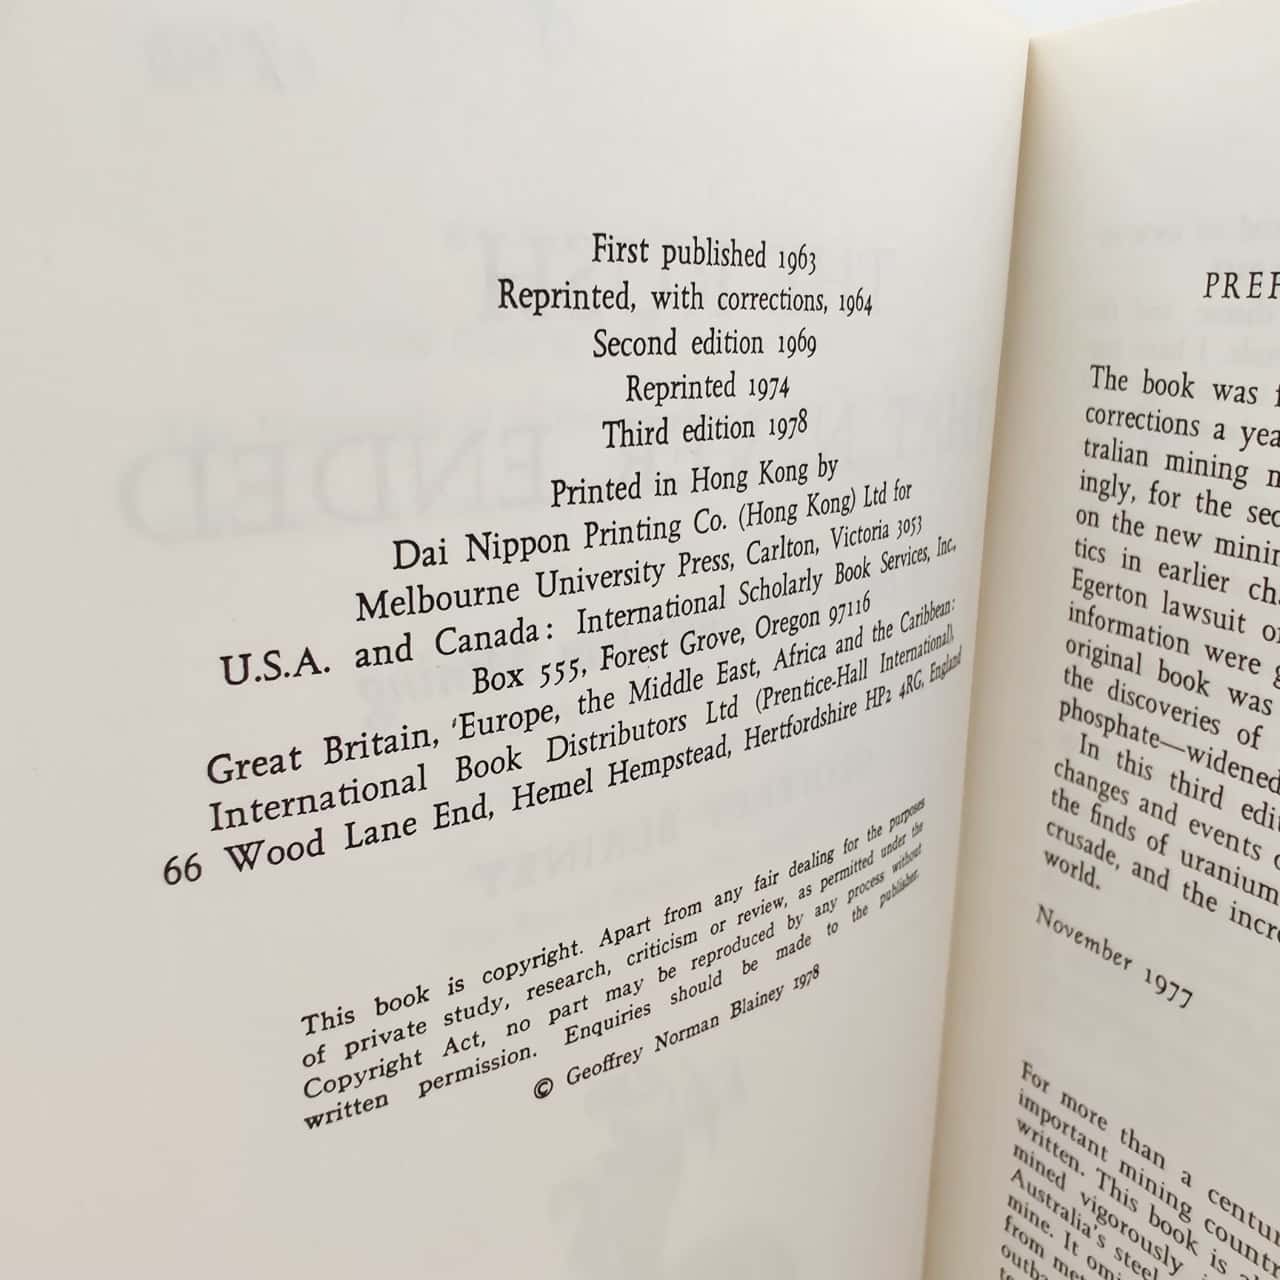 First published 1963
Reprinted, with corrections, 1964
Second edition 1969
Reprinted 1974
Third edition 1978
Printed in Hong Kong by
Dai Nippon Printing Co. (Hong Kong) Ltd for
Melbourne University Press, Carlton, Victoria 3053
U.S.A. and Canada: International Scholarly Book Services, Inc,
Box 555, Forest Grove, Oregon 97116
Great Britain, 'Europe, the Middle East, Africa and the Caribbean:
International Book Distributors Ltd (Prentice-Hall International),
66 Wood Lane End, Hemel Hempstead, Hertfordshire HP2 4RG, England
This book is copyright. Apart from any fair dealing for the purposes
of private study, research, criticism or review, as permitted under the
Copyright Act, no part may be reproduced by any process without
written permission. Enquiries should be made to the publisher.
© Geoffrey Norman Blainey 1978
PREF
The book was f
corrections a yea
tralian mining m
ingly, for the sec
on the new minin
tics in earlier cha
Egerton lawsuit o
information were g
original book was
the discoveries of
phosphate—widened
In this third edit
changes and events o
the finds of uranium
crusade, and the incre
world.
November 1977
For more than a centur
important mining countr
written. This book is a
mined vigorously
Australia's steel
mine. It omi
from met
outba